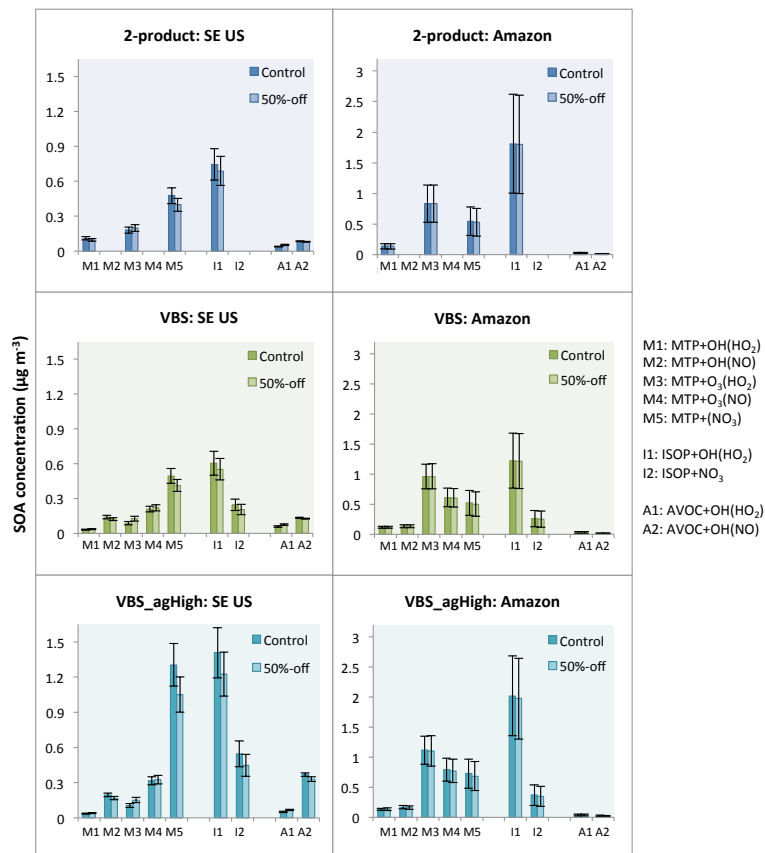 2-product: SE US
1.5
1.2
0.9
0.6
0.3
0
Control
50%-off
M1 M2 M3 M4 M5 I1 I2 A1 A2
2-product: Amazon
3
2.5
2
1.5
1
0.5
0
Control
50%-off
M1 M2 M3 M4 M5 I1 I2 A1 A2
SOA concentration (µg m⁻³)
VBS: SE US
1.5
1.2
0.9
0.6
0.3
0
Control
50%-off
M1 M2 M3 M4 M5 I1 I2 A1 A2
VBS: Amazon
3
2.5
2
1.5
1
0.5
0
Control
50%-off
M1 M2 M3 M4 M5 I1 I2 A1 A2
VBS_agHigh: SE US
1.5
1.2
0.9
0.6
0.3
0
Control
50%-off
M1 M2 M3 M4 M5 I1 I2 A1 A2
VBS_agHigh: Amazon
3
2.5
2
1.5
1
0.5
0
Control
50%-off
M1 M2 M3 M4 M5 I1 I2 A1 A2
M1: MTP+OH(HO₂)
M2: MTP+OH(NO)
M3: MTP+O₃(HO₂)
M4: MTP+O₃(NO)
M5: MTP+(NO₃)
I1: ISOP+OH(HO₂)
I2: ISOP+NO₃
A1: AVOC+OH(HO₂)
A2: AVOC+OH(NO)